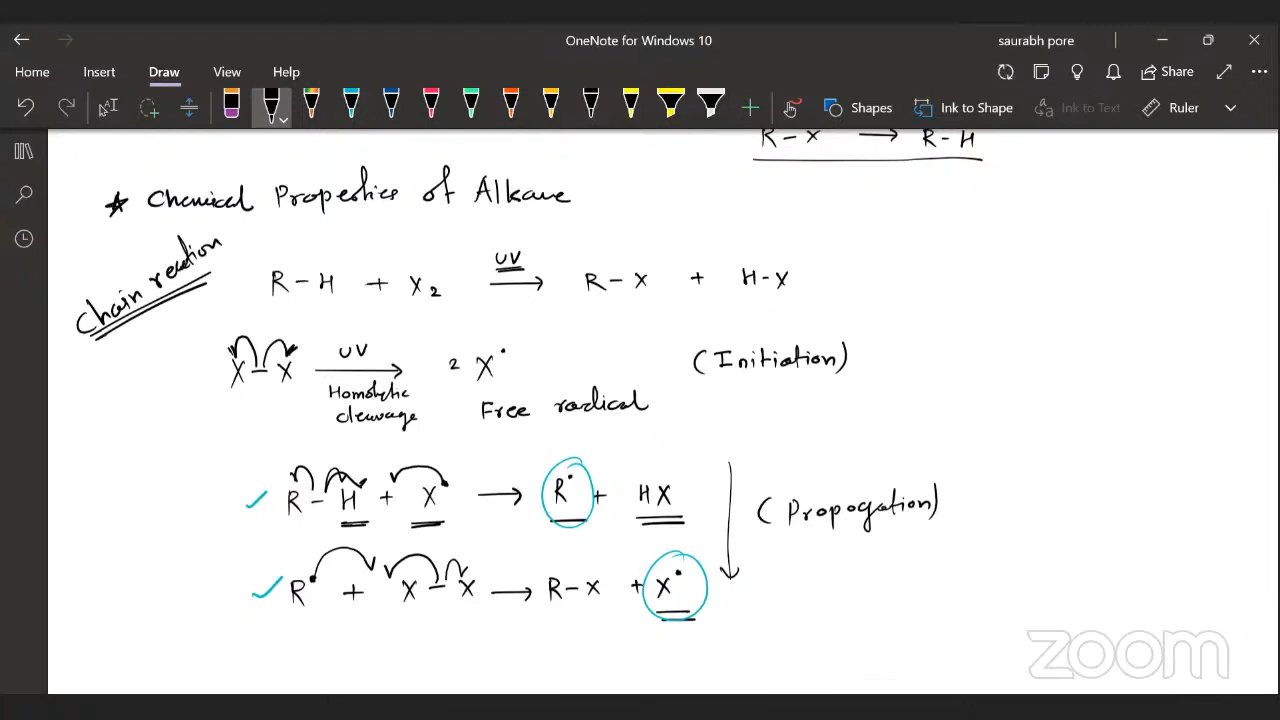 OneNote for Windows 10
saurabh pore
Home Insert Draw View Help
Share
Shapes Ink to Shape Ink to Text Ruler
R - X → R - H
★ Chemical Properties of Alkane
Chain reaction
R - H + X2 UV → R - X + H - X
X - X UV → 2 X• (Initiation)
Homolytic cleavage Free radical
✓ R - H + X• → R• + HX (Propogation)
✓ R• + X - X → R - X + X•
zoom